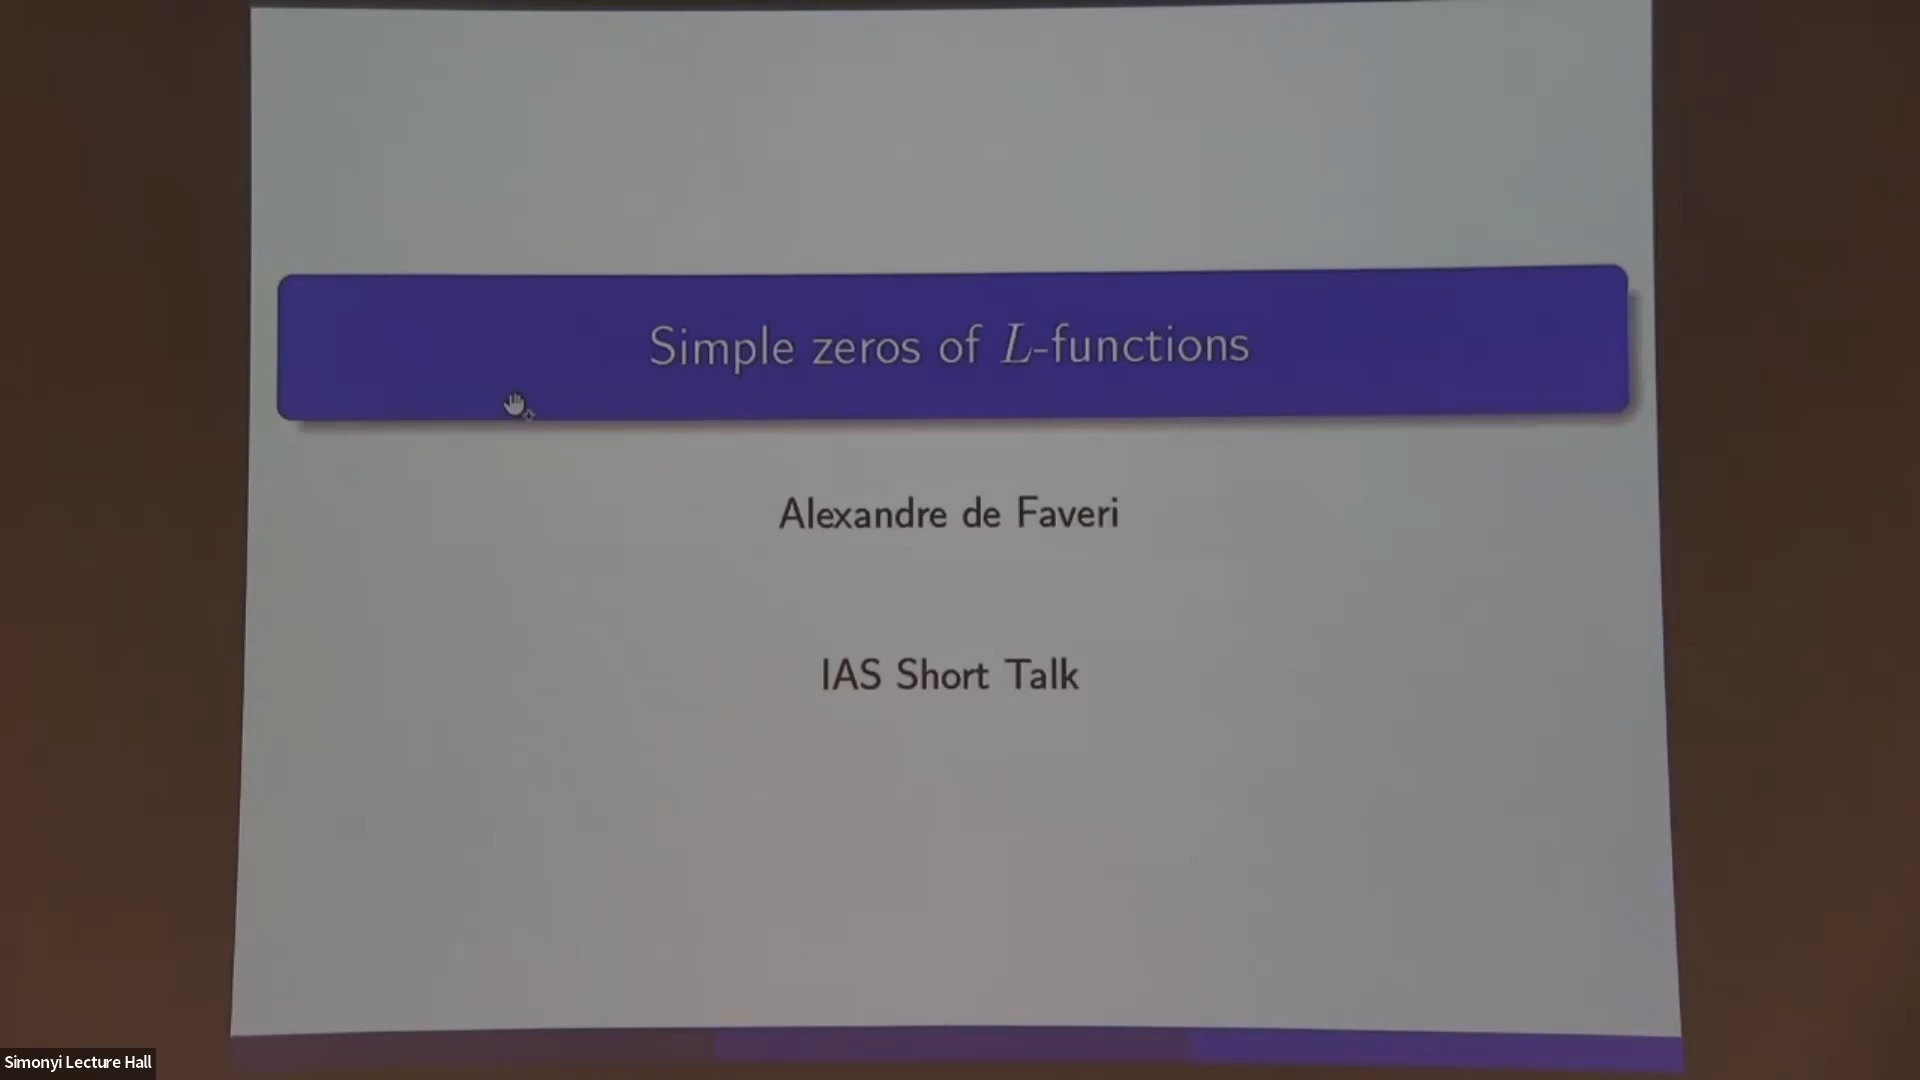 Simple zeros of L-functions
Alexandre de Faveri
IAS Short Talk
Simonyi Lecture Hall